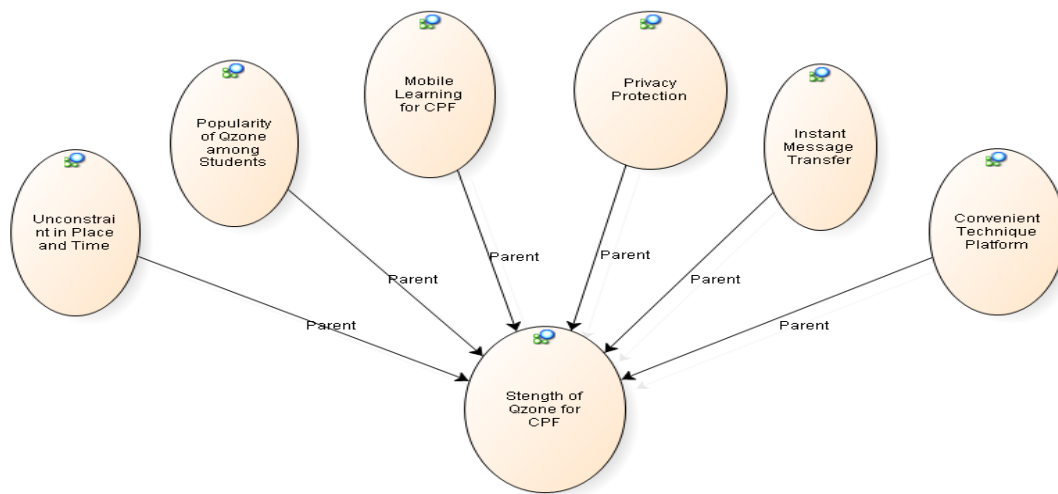 Unconstrai
nt in Place
and Time
Popularity
of Qzone
among
Students
Mobile
Learning
for CPF
Privacy
Protection
Instant
Message
Transfer
Convenient
Technique
Platform
Parent
Parent
Parent
Parent
Parent
Parent
Stength of
Qzone for
CPF